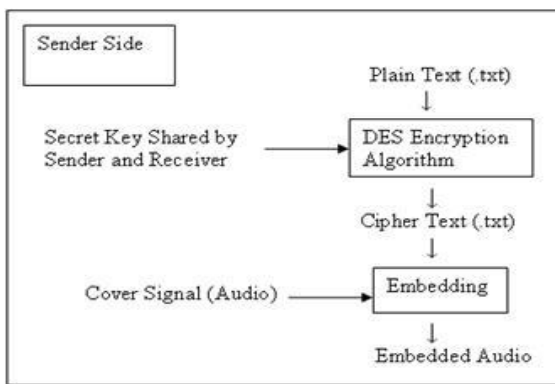 Sender Side
Plain Text (.txt)
Secret Key Shared by
Sender and Receiver
DES Encryption
Algorithm
Cipher Text (.txt)
Cover Signal (Audio)
Embedding
Embedded Audio